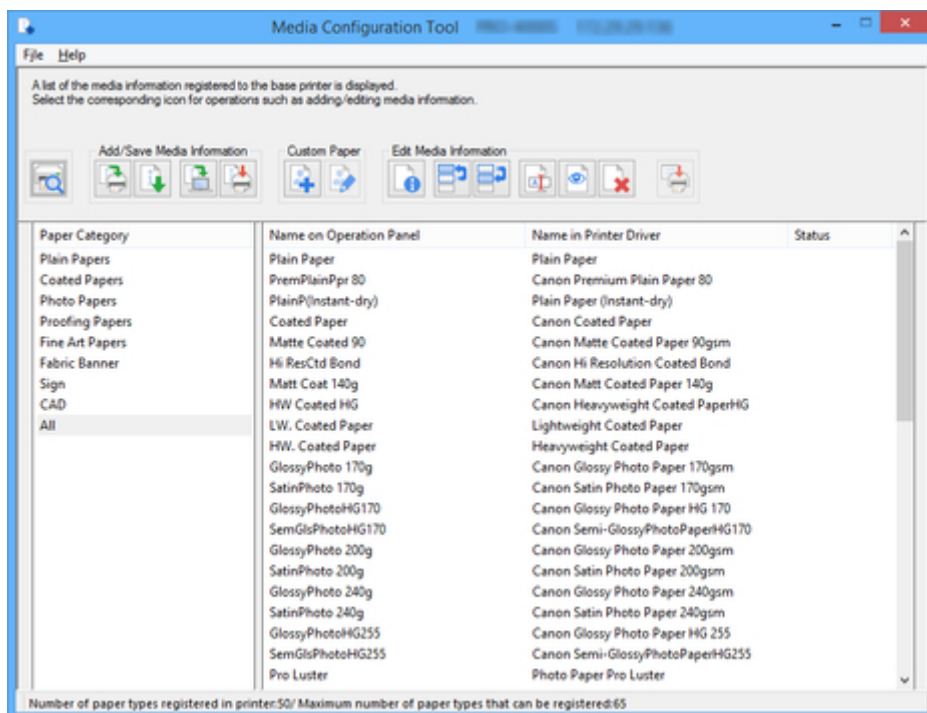 Media Configuration Tool
File Help
A list of the media information registered to the base printer is displayed.
Select the corresponding icon for operations such as adding/editing media information.
Add/Save Media Information Custom Paper Edit Media Information
Paper Category Name on Operation Panel Name in Printer Driver Status
Plain Papers Plain Paper Plain Paper
Coated Papers PremPlainPpr 80 Canon Premium Plain Paper 80
Photo Papers PlainP(Instant-dry) Plain Paper (Instant-dry)
Proofing Papers Coated Paper Canon Coated Paper
Fine Art Papers Matte Coated 90 Canon Matte Coated Paper 90gsm
Fabric Banner Hi ResCtd Bond Canon Hi Resolution Coated Bond
Sign Matt Coat 140g Canon Matt Coated Paper 140g
CAD HW Coated HG Canon Heavyweight Coated PaperHG
All LW. Coated Paper Lightweight Coated Paper
HW. Coated Paper Heavyweight Coated Paper
GlossyPhoto 170g Canon Glossy Photo Paper 170gsm
SatinPhoto 170g Canon Satin Photo Paper 170gsm
GlossyPhotoHG170 Canon Glossy Photo Paper HG 170
SemGlsPhotoHG170 Canon Semi-GlossyPhotoPaperHG170
GlossyPhoto 200g Canon Glossy Photo Paper 200gsm
SatinPhoto 200g Canon Satin Photo Paper 200gsm
GlossyPhoto 240g Canon Glossy Photo Paper 240gsm
SatinPhoto 240g Canon Satin Photo Paper 240gsm
GlossyPhotoHG255 Canon Glossy Photo Paper HG 255
SemGlsPhotoHG255 Canon Semi-GlossyPhotoPaperHG255
Pro Luster Photo Paper Pro Luster
Number of paper types registered in printer:50/ Maximum number of paper types that can be registered:65